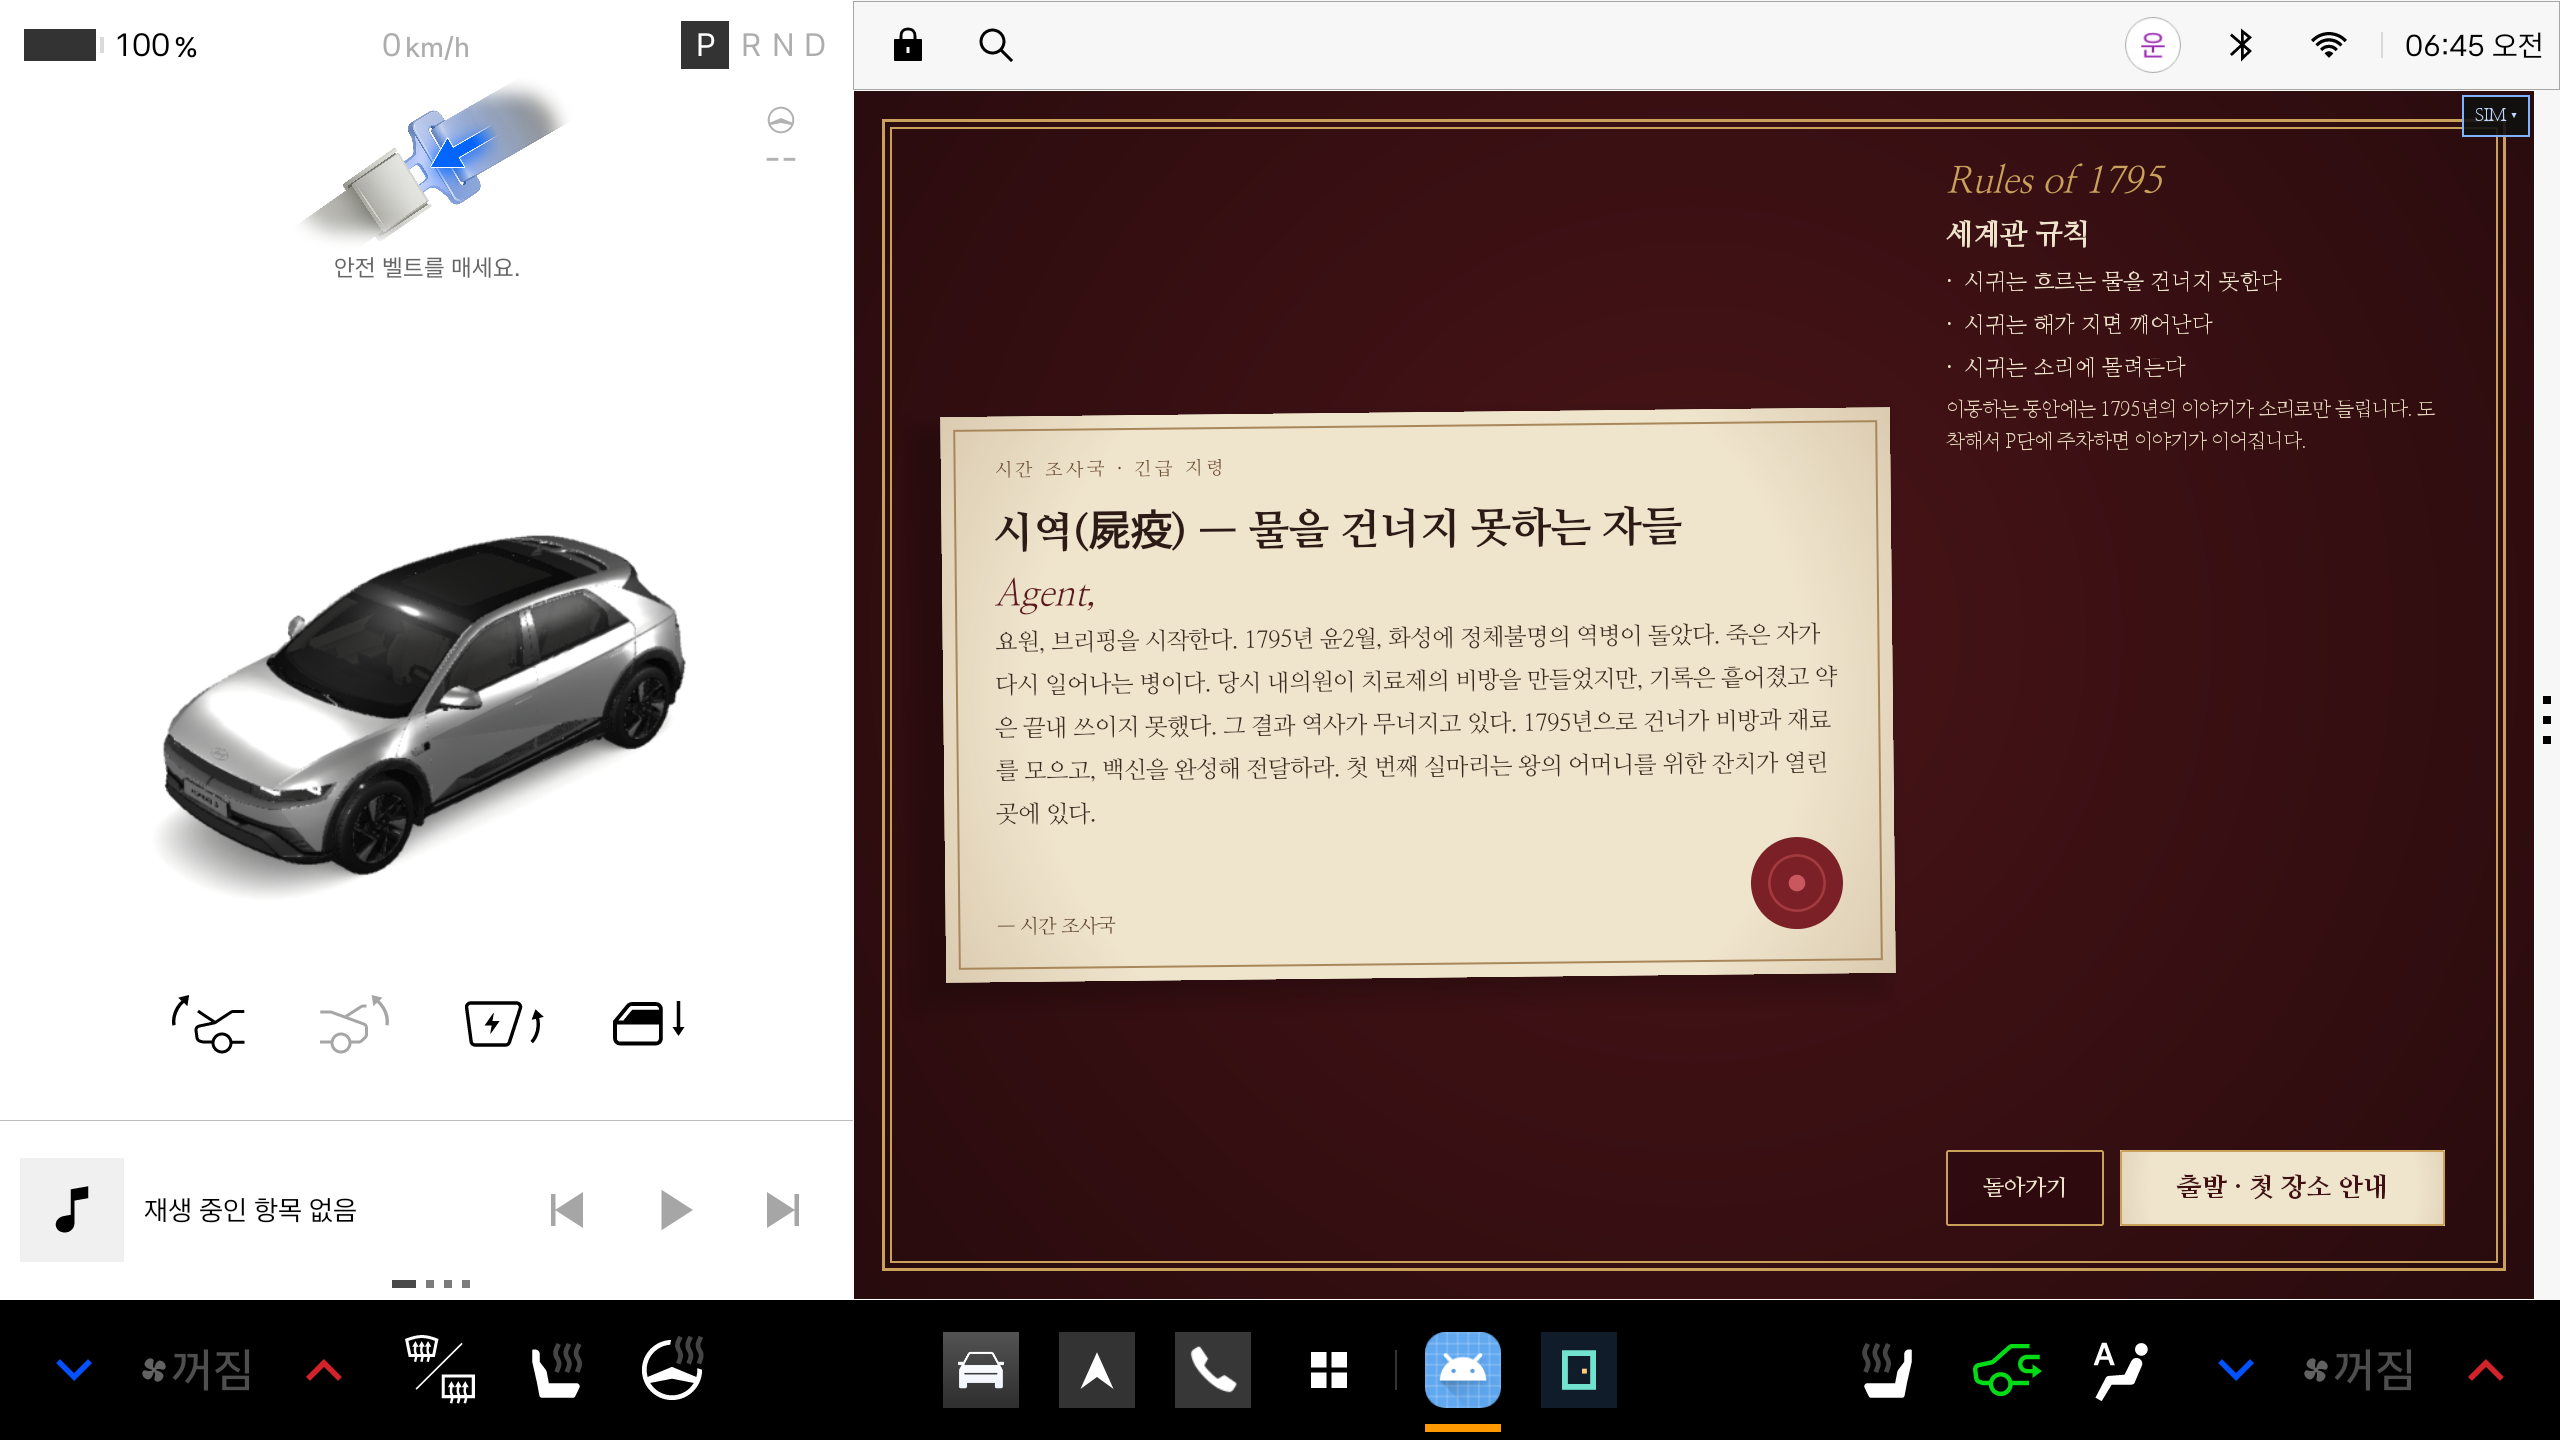 100 %
0 km/h
P R N D
운
06:45 오전
안전 벨트를 매세요.
SIM
Rules of 1795
세계관 규칙
· 시귀는 흐르는 물을 건너지 못한다
· 시귀는 해가 지면 깨어난다
· 시귀는 소리에 몰려든다
이동하는 동안에는 1795년의 이야기가 소리로만 들립니다. 도
착해서 P단에 주차하면 이야기가 이어집니다.
시간 조사국 · 긴급 지령
시역(屍疫) — 물을 건너지 못하는 자들
Agent,
요원, 브리핑을 시작한다. 1795년 윤2월, 화성에 정체불명의 역병이 돌았다. 죽은 자가
다시 일어나는 병이다. 당시 내의원이 치료제의 비방을 만들었지만, 기록은 흩어졌고 약
은 끝내 쓰이지 못했다. 그 결과 역사가 무너지고 있다. 1795년으로 건너가 비방과 재료
를 모으고, 백신을 완성해 전달하라. 첫 번째 실마리는 왕의 어머니를 위한 잔치가 열린
곳에 있다.
— 시간 조사국
돌아가기
출발 · 첫 장소 안내
재생 중인 항목 없음
꺼짐
A
꺼짐